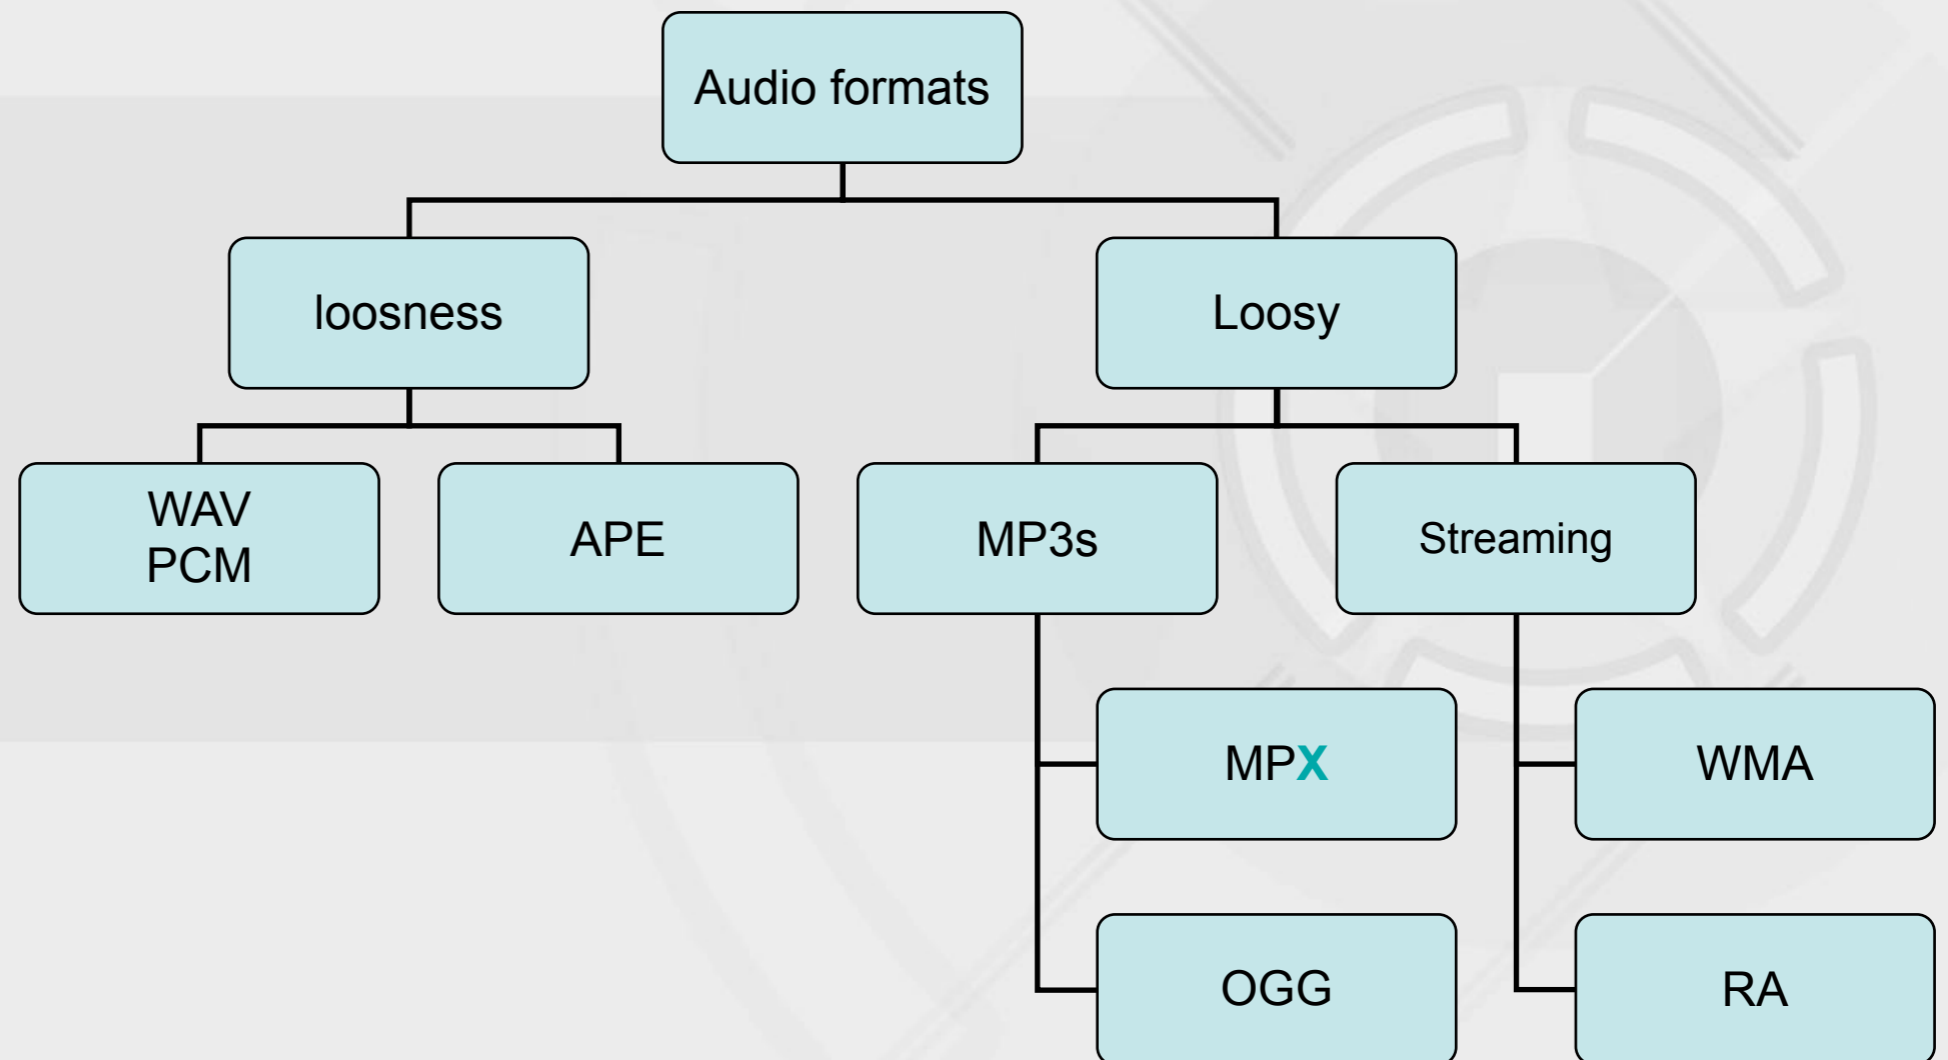 Audio formats
loosness
Loosy
WAV
PCM
APE
MP3s
Streaming
MPX
WMA
OGG
RA